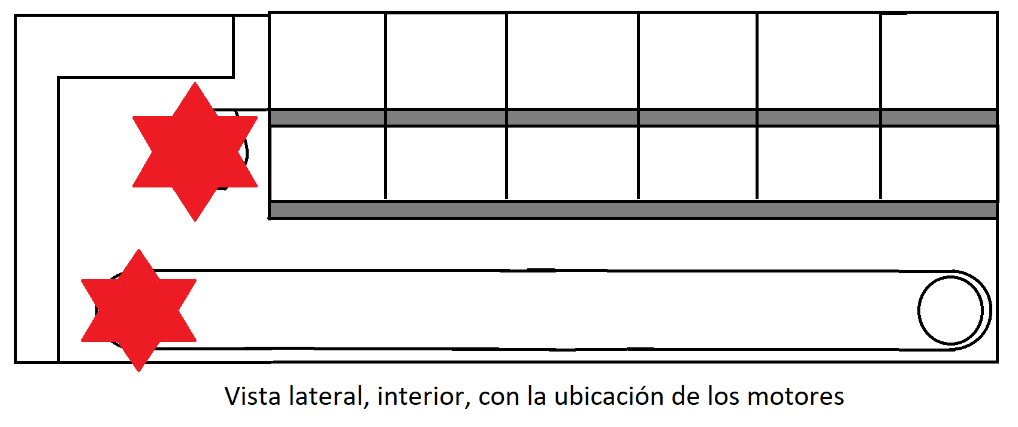 Vista lateral, interior, con la ubicación de los motores